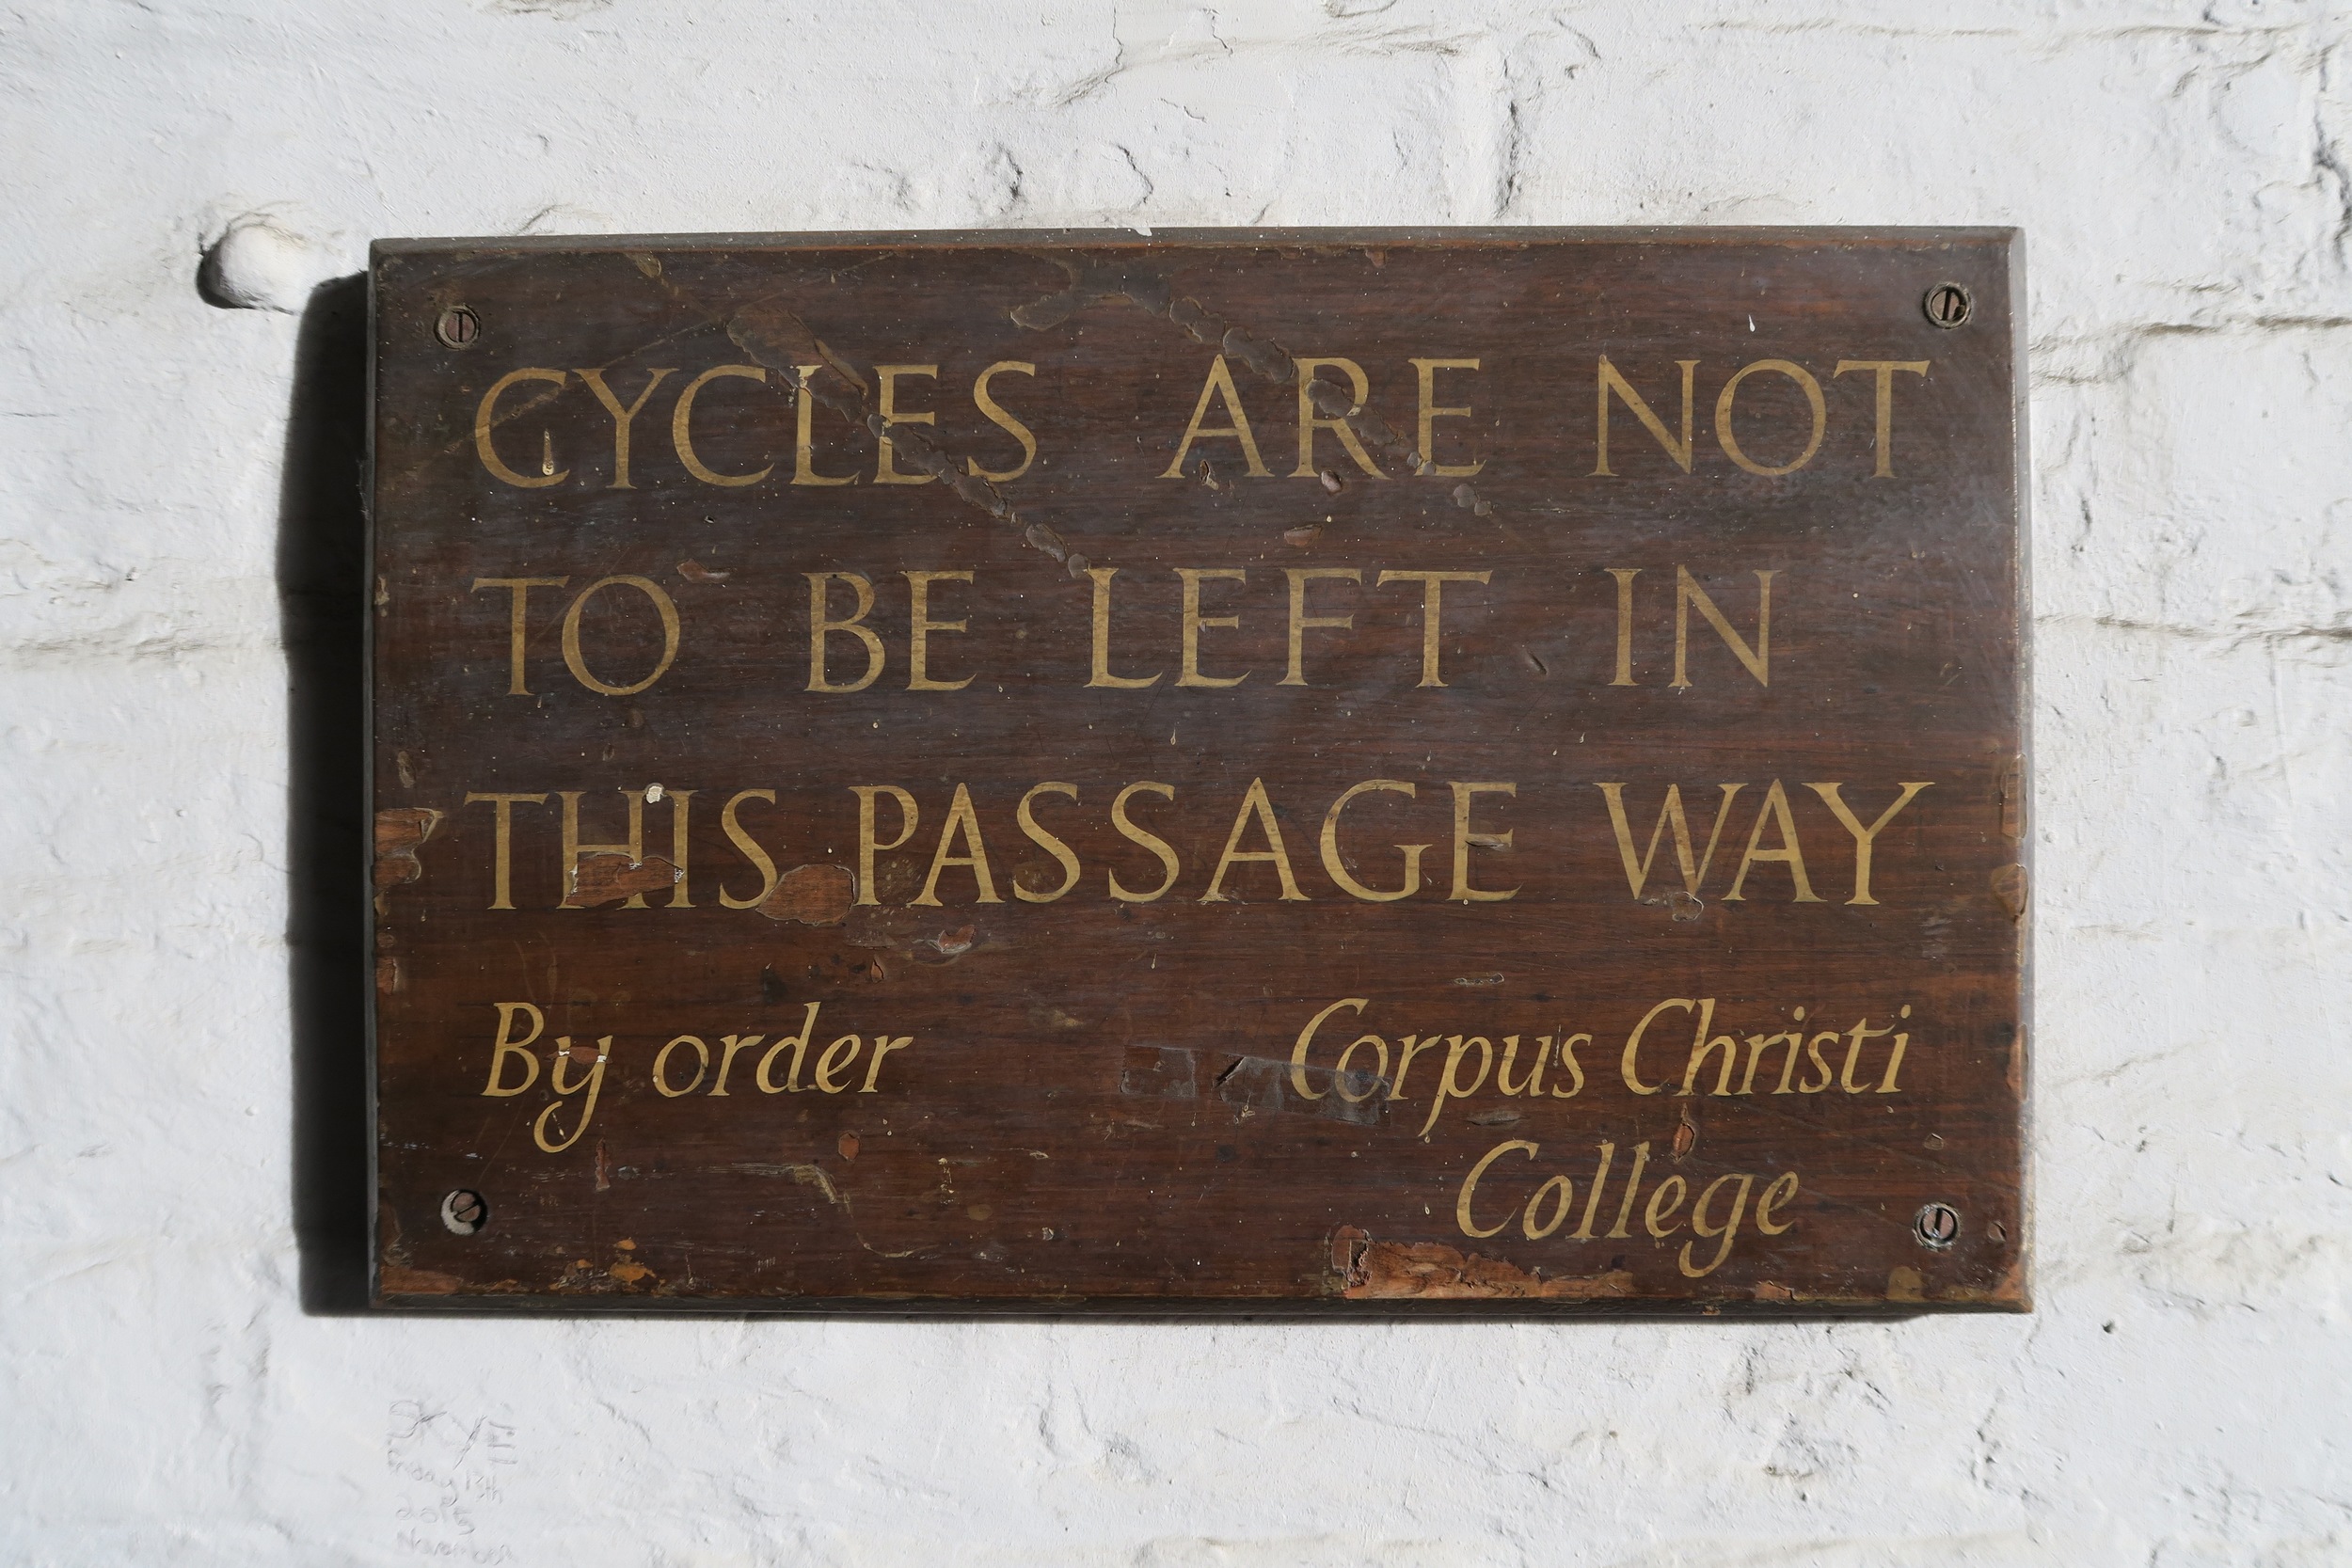 CYCLES ARE NOT
TO BE LEFT IN
THIS PASSAGE WAY
By order
Corpus Christi
College